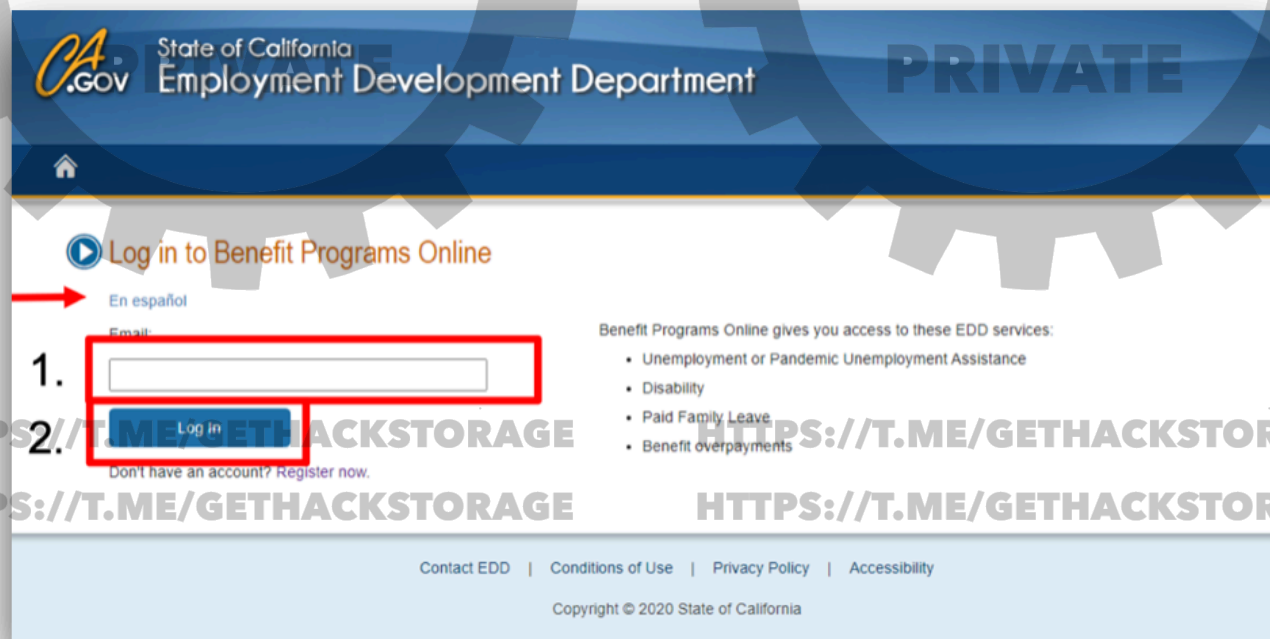 CA.GOV
State of California
Employment Development Department
PRIVATE
PRIVATE
Log in to Benefit Programs Online
En español
Email:
1.
2.
Log in
Don't have an account? Register now.
Benefit Programs Online gives you access to these EDD services:
• Unemployment or Pandemic Unemployment Assistance
• Disability
• Paid Family Leave
• Benefit overpayments
PS://T.ME/GETHACKSTORAGE
HTTPS://T.ME/GETHACKSTOR
PS://T.ME/GETHACKSTORAGE
HTTPS://T.ME/GETHACKSTOR
Contact EDD | Conditions of Use | Privacy Policy | Accessibility
Copyright © 2020 State of California